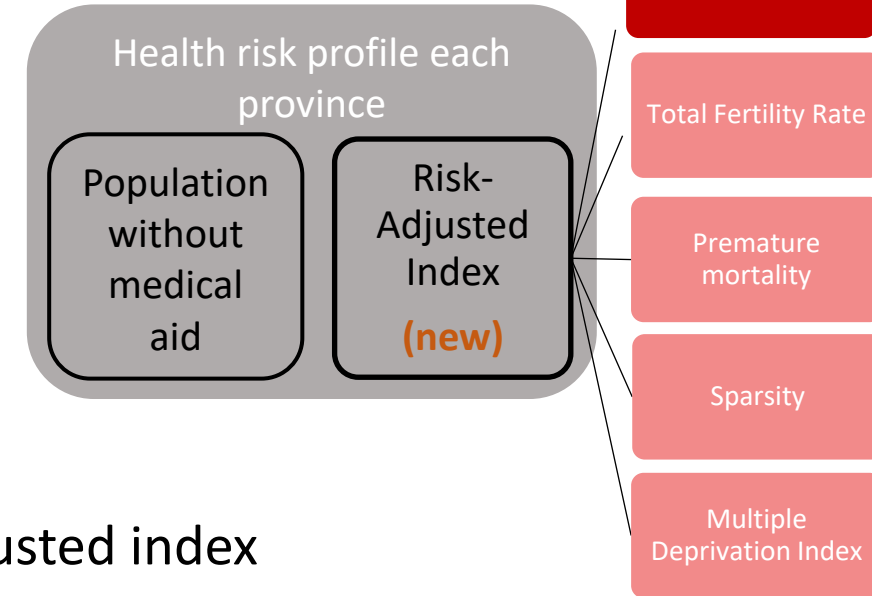 Health risk profile each
province
Population
without
medical
aid
Risk-
Adjusted
Index
(new)
Total Fertility Rate
Premature
mortality
Sparsity
Multiple
Deprivation Index
usted index